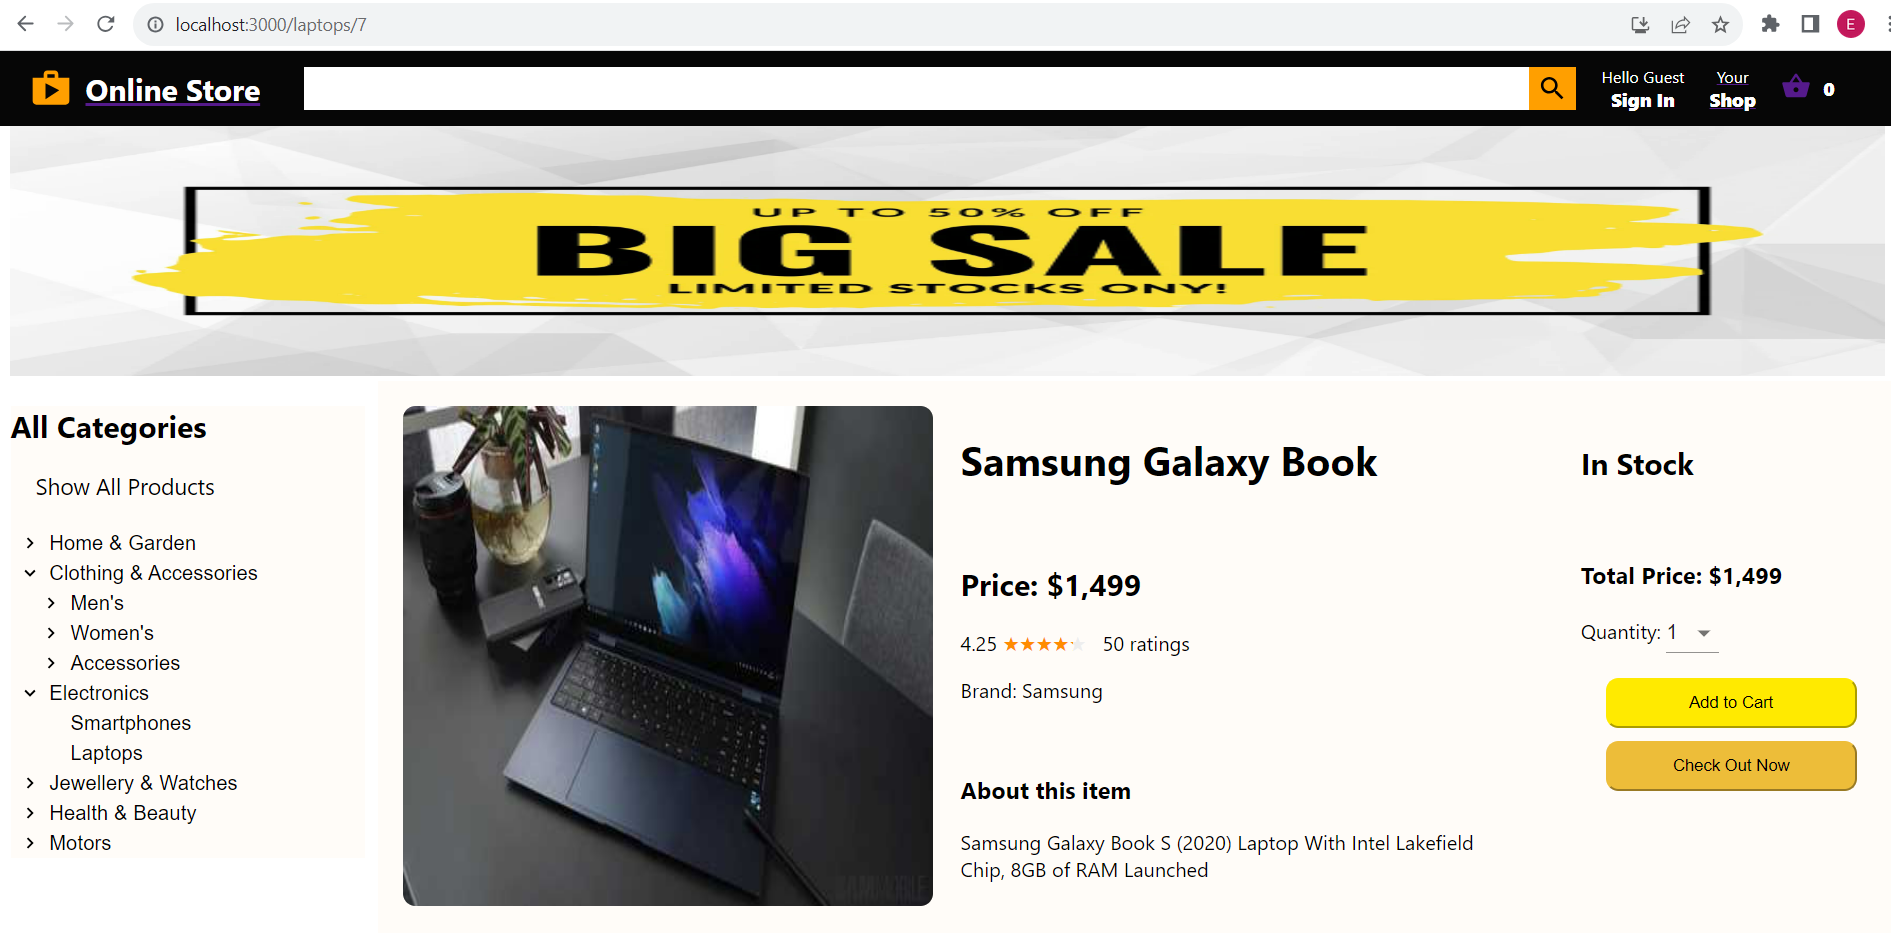 localhost:3000/laptops/7
E
Online Store
Hello Guest
Sign In
Your
Shop
0
UP TO 50% OFF
BIG SALE
LIMITED STOCKS ONY!
All Categories
Show All Products
Home & Garden
Clothing & Accessories
Men's
Women's
Accessories
Electronics
Smartphones
Laptops
Jewellery & Watches
Health & Beauty
Motors
Samsung Galaxy Book
Price: $1,499
4.25 50 ratings
Brand: Samsung
About this item
Samsung Galaxy Book S (2020) Laptop With Intel Lakefield
Chip, 8GB of RAM Launched
In Stock
Total Price: $1,499
Quantity: 1
Add to Cart
Check Out Now